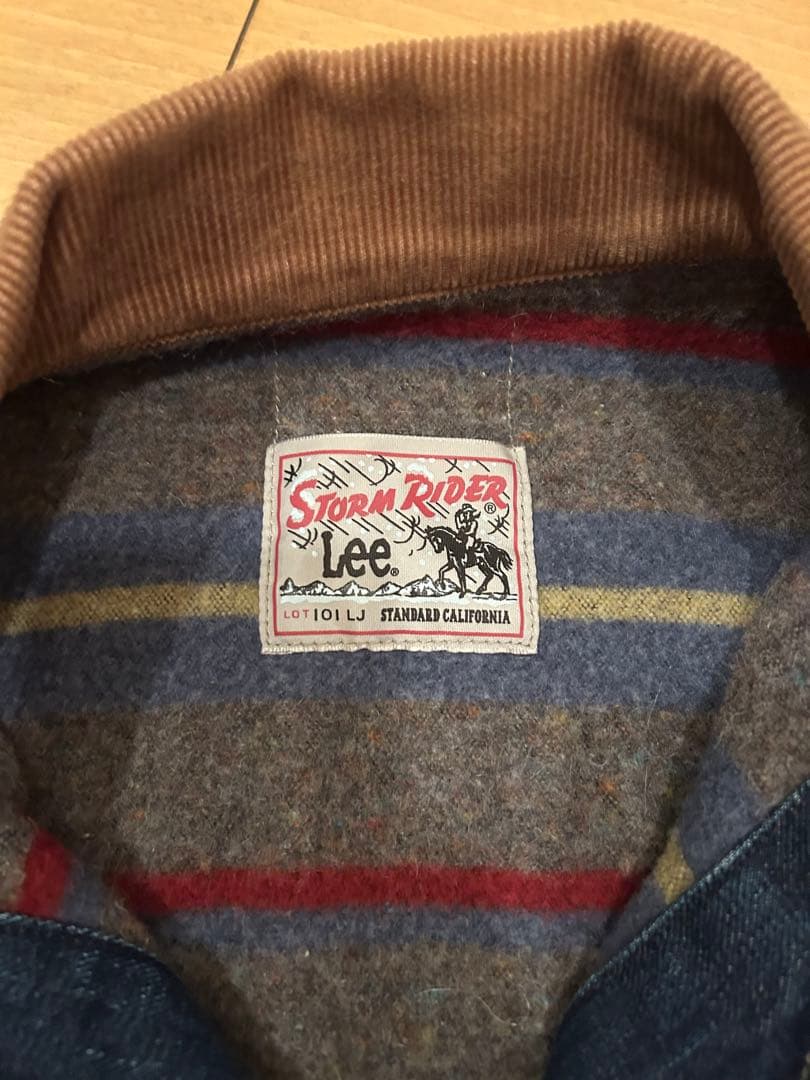 STORM RIDER®
Lee®
LOT 101 LJ STANDARD CALIFORNIA